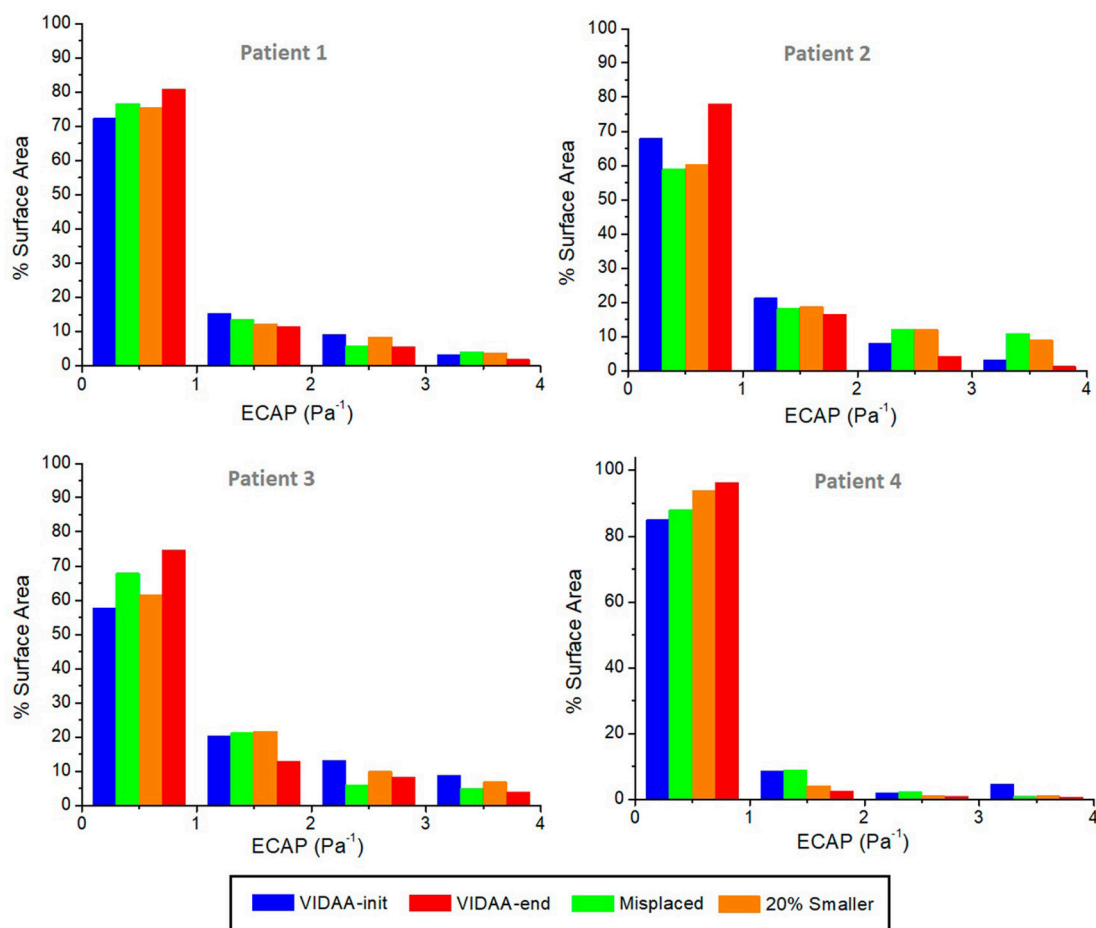 Patient 1
% Surface Area
100
90
80
70
60
50
40
30
20
10
0
0 1 2 3 4
ECAP (Pa⁻¹)
Patient 2
% Surface Area
100
90
80
70
60
50
40
30
20
10
0
0 1 2 3 4
ECAP (Pa⁻¹)
Patient 3
% Surface Area
100
90
80
70
60
50
40
30
20
10
0
0 1 2 3 4
ECAP (Pa⁻¹)
Patient 4
% Surface Area
100
80
60
40
20
0
0 1 2 3 4
ECAP (Pa⁻¹)
VIDAA-init VIDAA-end Misplaced 20% Smaller